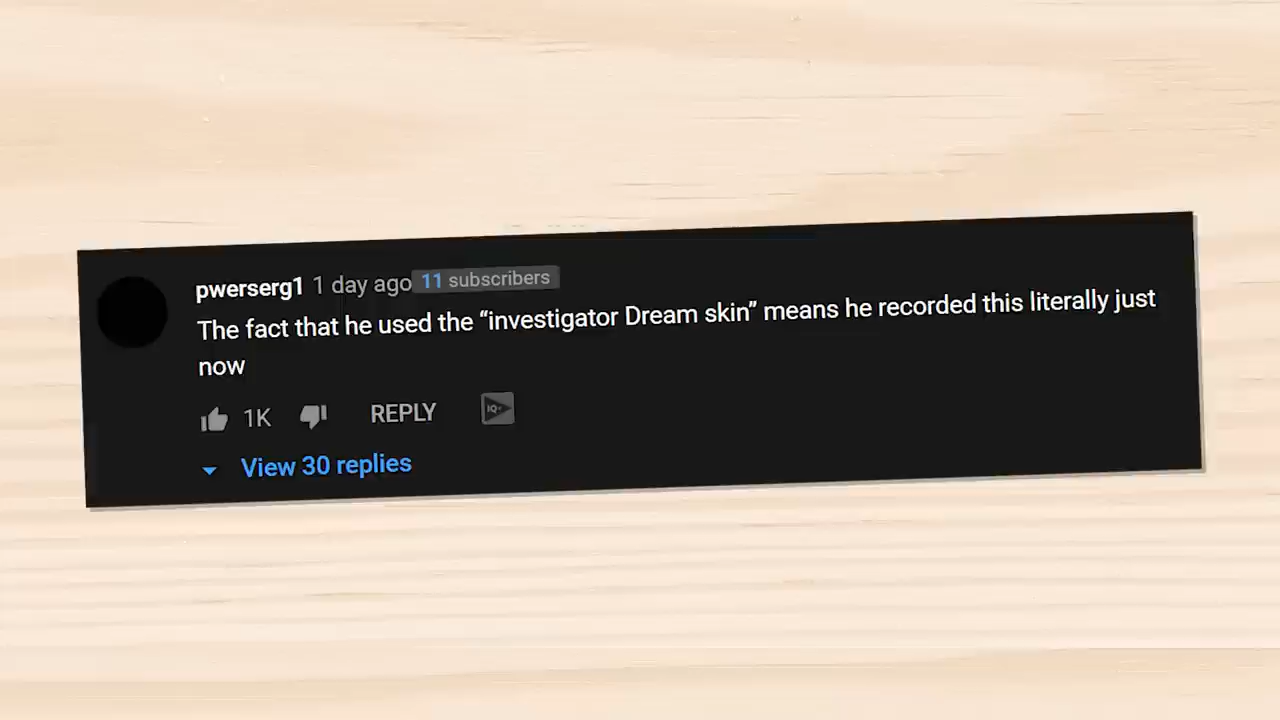 pwerserg1 1 day ago 11 subscribers
The fact that he used the “investigator Dream skin” means he recorded this literally just
now
1K REPLY IQ
View 30 replies